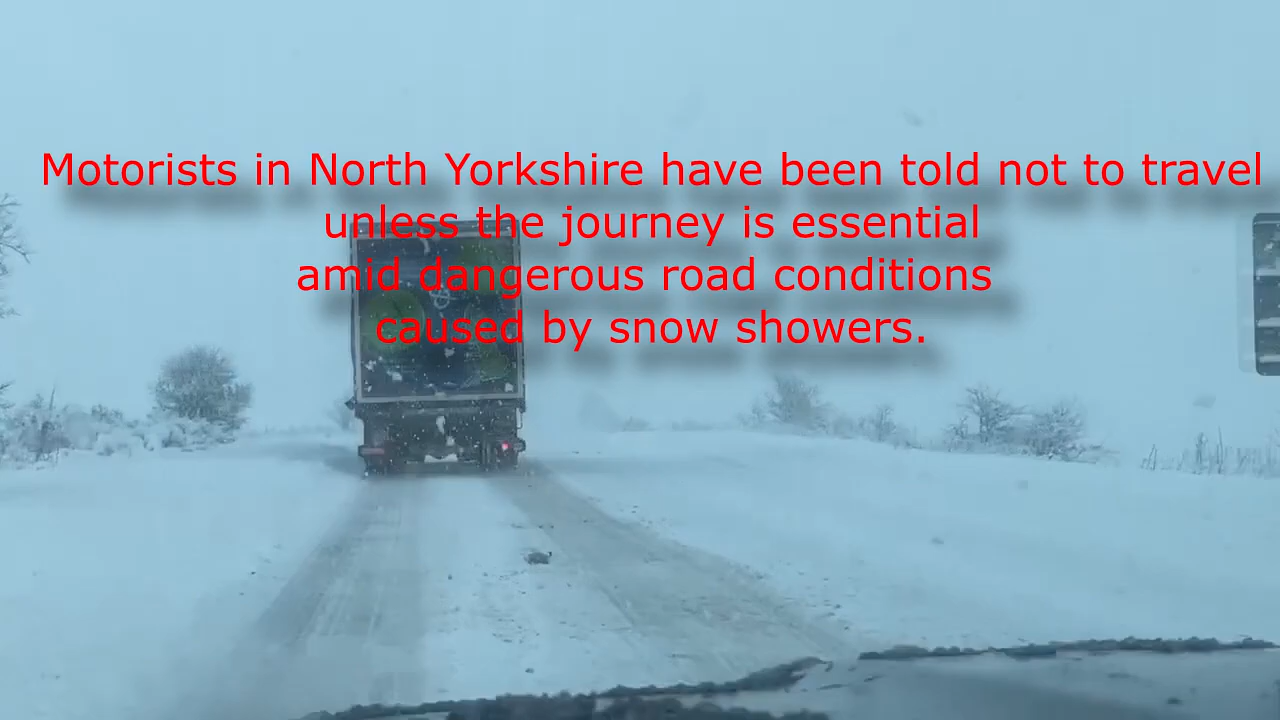 Motorists in North Yorkshire have been told not to travel
unless the journey is essential
amid dangerous road conditions
caused by snow showers.